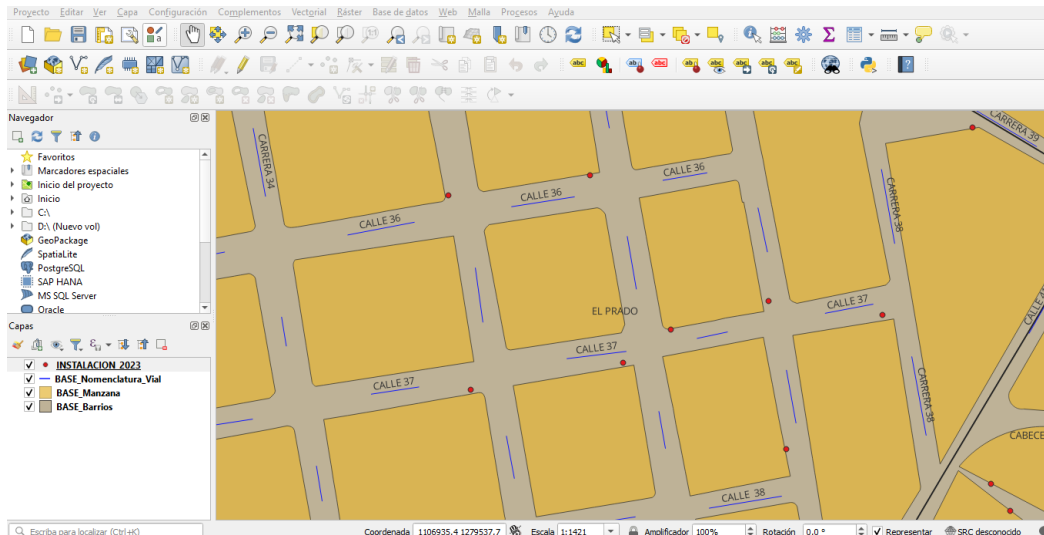 Proyecto Editar Ver Capa Configuración Complementos Vectorial Ráster Base de datos Web Malla Procesos Ayuda
Navegador
Favoritos
Marcadores espaciales
Inicio del proyecto
Inicio
C:\
D:\ (Nuevo vol)
GeoPackage
SpatiaLite
PostgreSQL
SAP HANA
MS SQL Server
Oracle
Capas
INSTALACION_2023
BASE_Nomenclatura_Vial
BASE_Manzana
BASE_Barrios
CARRERA 34
CARRERA 39
CALLE 36
CALLE 36
CALLE 36
CARRERA 38
EL PRADO
CALLE 37
CALLE 37
CALLE 37
CARRERA 38
CABECE
CALLE 38
Escriba para localizar (Ctrl+K)
Coordenada 1106935.4 1279537.7 Escala 1:1421 Amplificador 100% Rotación 0,0 ° Representar SRC desconocido